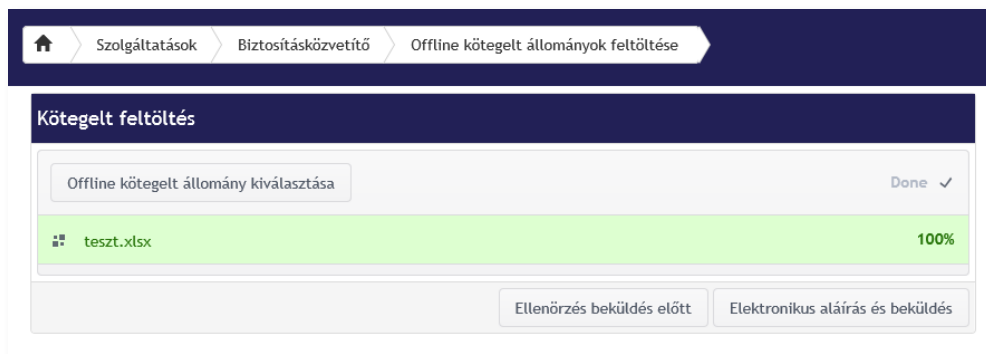 Szolgáltatások Biztosításközvetítő Offline kötegelt állományok feltöltése
Kötegelt feltöltés
Offline kötegelt állomány kiválasztása Done
teszt.xlsx 100%
Ellenőrzés beküldés előtt Elektronikus aláírás és beküldés